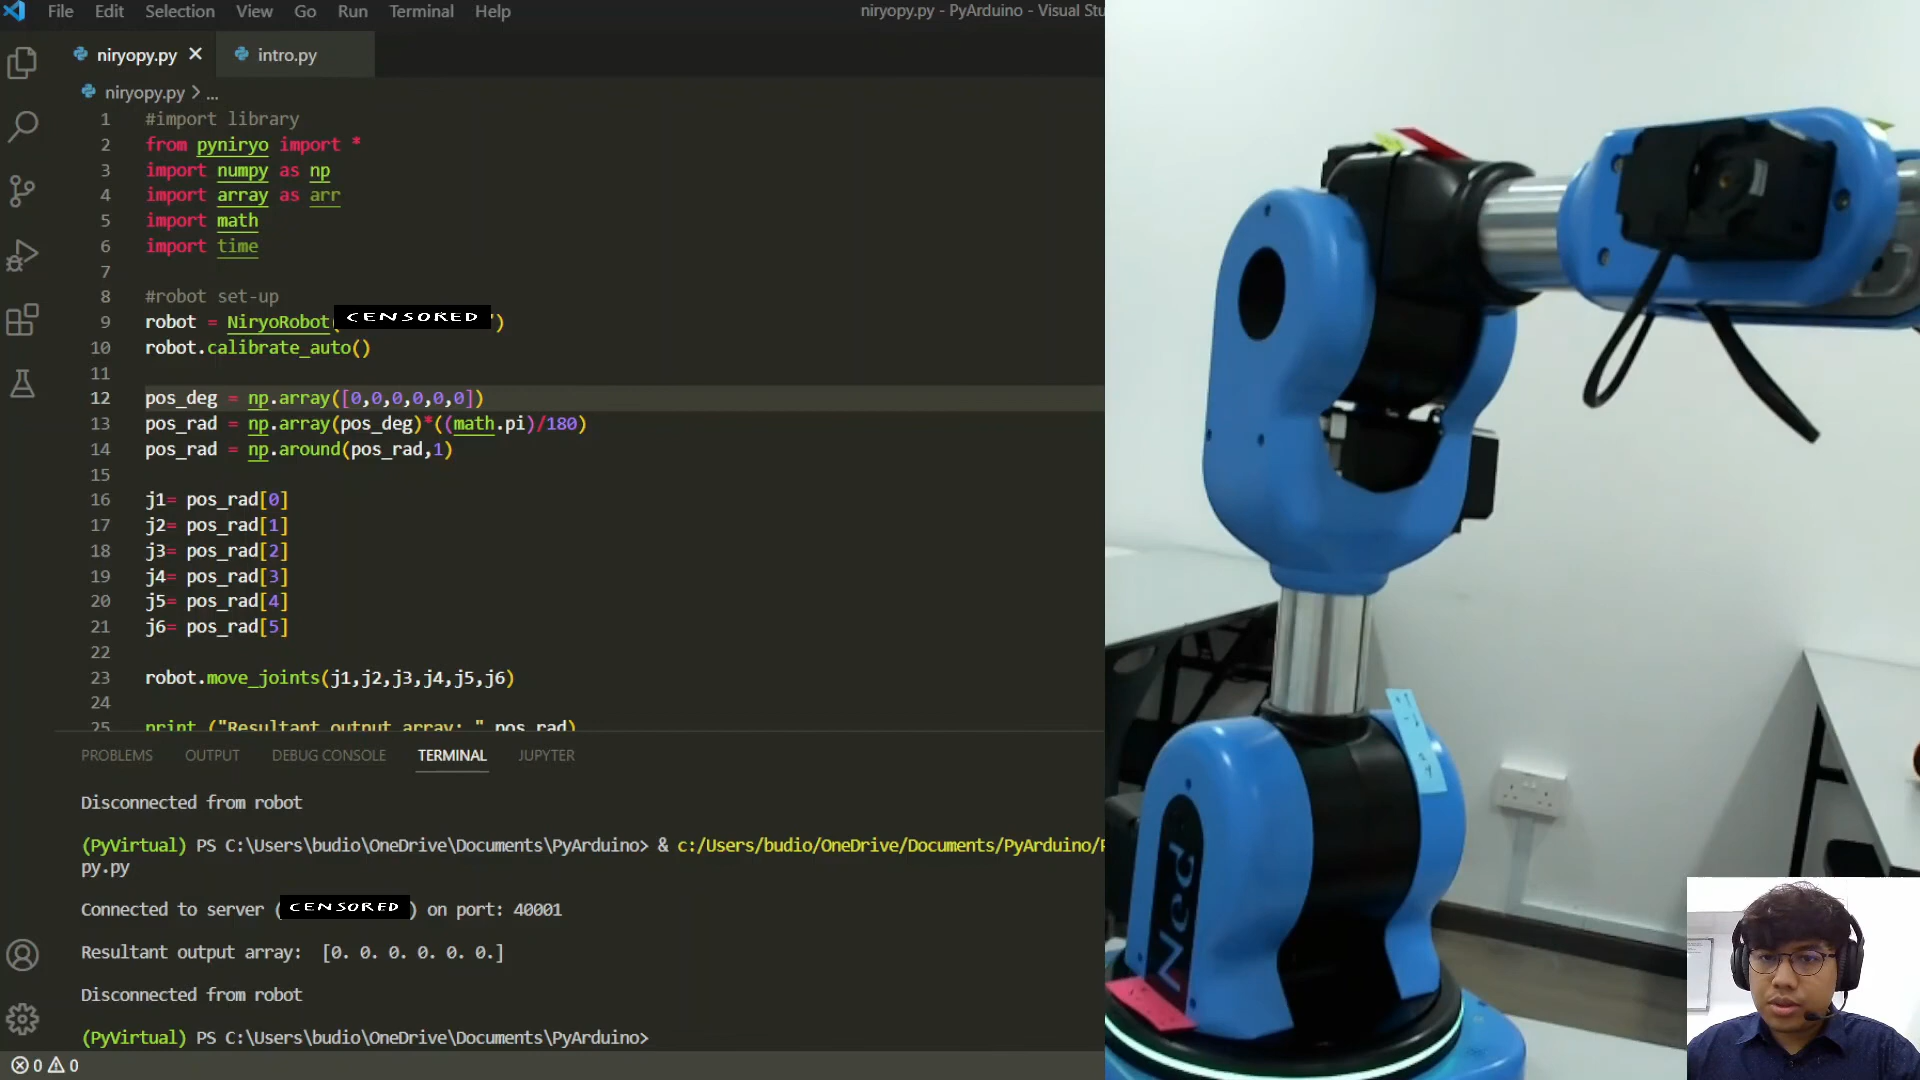 File Edit Selection View Go Run Terminal Help
niryopy.py - PyArduino - Visual Stu
niryopy.py intro.py
niryopy.py > ...
1 #import library
2 from pyniryo import *
3 import numpy as np
4 import array as arr
5 import math
6 import time
7
8 #robot set-up
9 robot = NiryoRobot( CENSORED ')
10 robot.calibrate_auto()
11
12 pos_deg = np.array([0,0,0,0,0,0])
13 pos_rad = np.array(pos_deg)*((math.pi)/180)
14 pos_rad = np.around(pos_rad,1)
15
16 j1= pos_rad[0]
17 j2= pos_rad[1]
18 j3= pos_rad[2]
19 j4= pos_rad[3]
20 j5= pos_rad[4]
21 j6= pos_rad[5]
22
23 robot.move_joints(j1,j2,j3,j4,j5,j6)
24
25 print ("Resultant output array: " pos_rad)
PROBLEMS OUTPUT DEBUG CONSOLE TERMINAL JUPYTER
Disconnected from robot
(PyVirtual) PS C:\Users\budio\OneDrive\Documents\PyArduino> & c:/Users/budio/OneDrive/Documents/PyArduino/P
py.py
Connected to server ( CENSORED ) on port: 40001
Resultant output array: [0. 0. 0. 0. 0. 0.]
Disconnected from robot
(PyVirtual) PS C:\Users\budio\OneDrive\Documents\PyArduino>
0 0
Ned